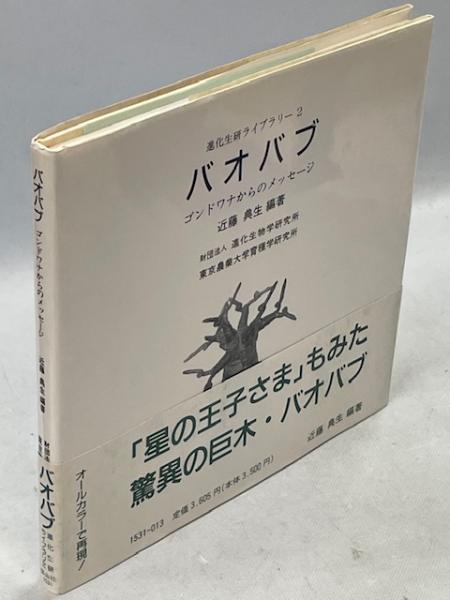 進化生研ライブラリー2
バオバブ
ゴンドワナからのメッセージ
近藤 典生 編著
財団法人 進化生物学研究所
東京農業大学育種学研究所
「星の王子さま」もみた
驚異の巨木・バオバブ
近藤 典生 編著
1531-013 定価3,605円(本体3,500円)
オールカラーで再現!
バオバブ
ゴンドワナからのメッセージ
近藤 典生 編著
バオバブ